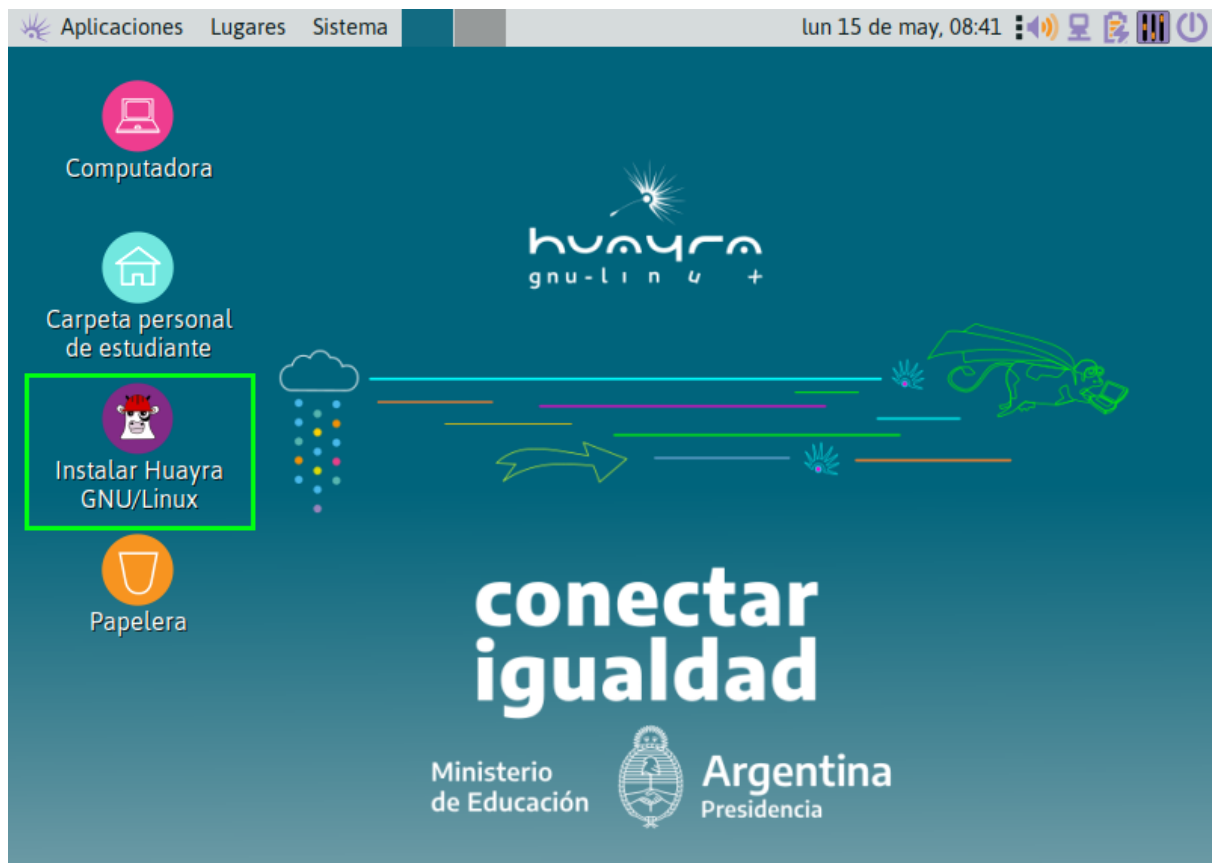 Aplicaciones Lugares Sistema lun 15 de may, 08:41
Computadora
Carpeta personal
de estudiante
Instalar Huayra
GNU/Linux
Papelera
huayra
gnu-linu+
conectar
igualdad
Ministerio
de Educación
Argentina
Presidencia